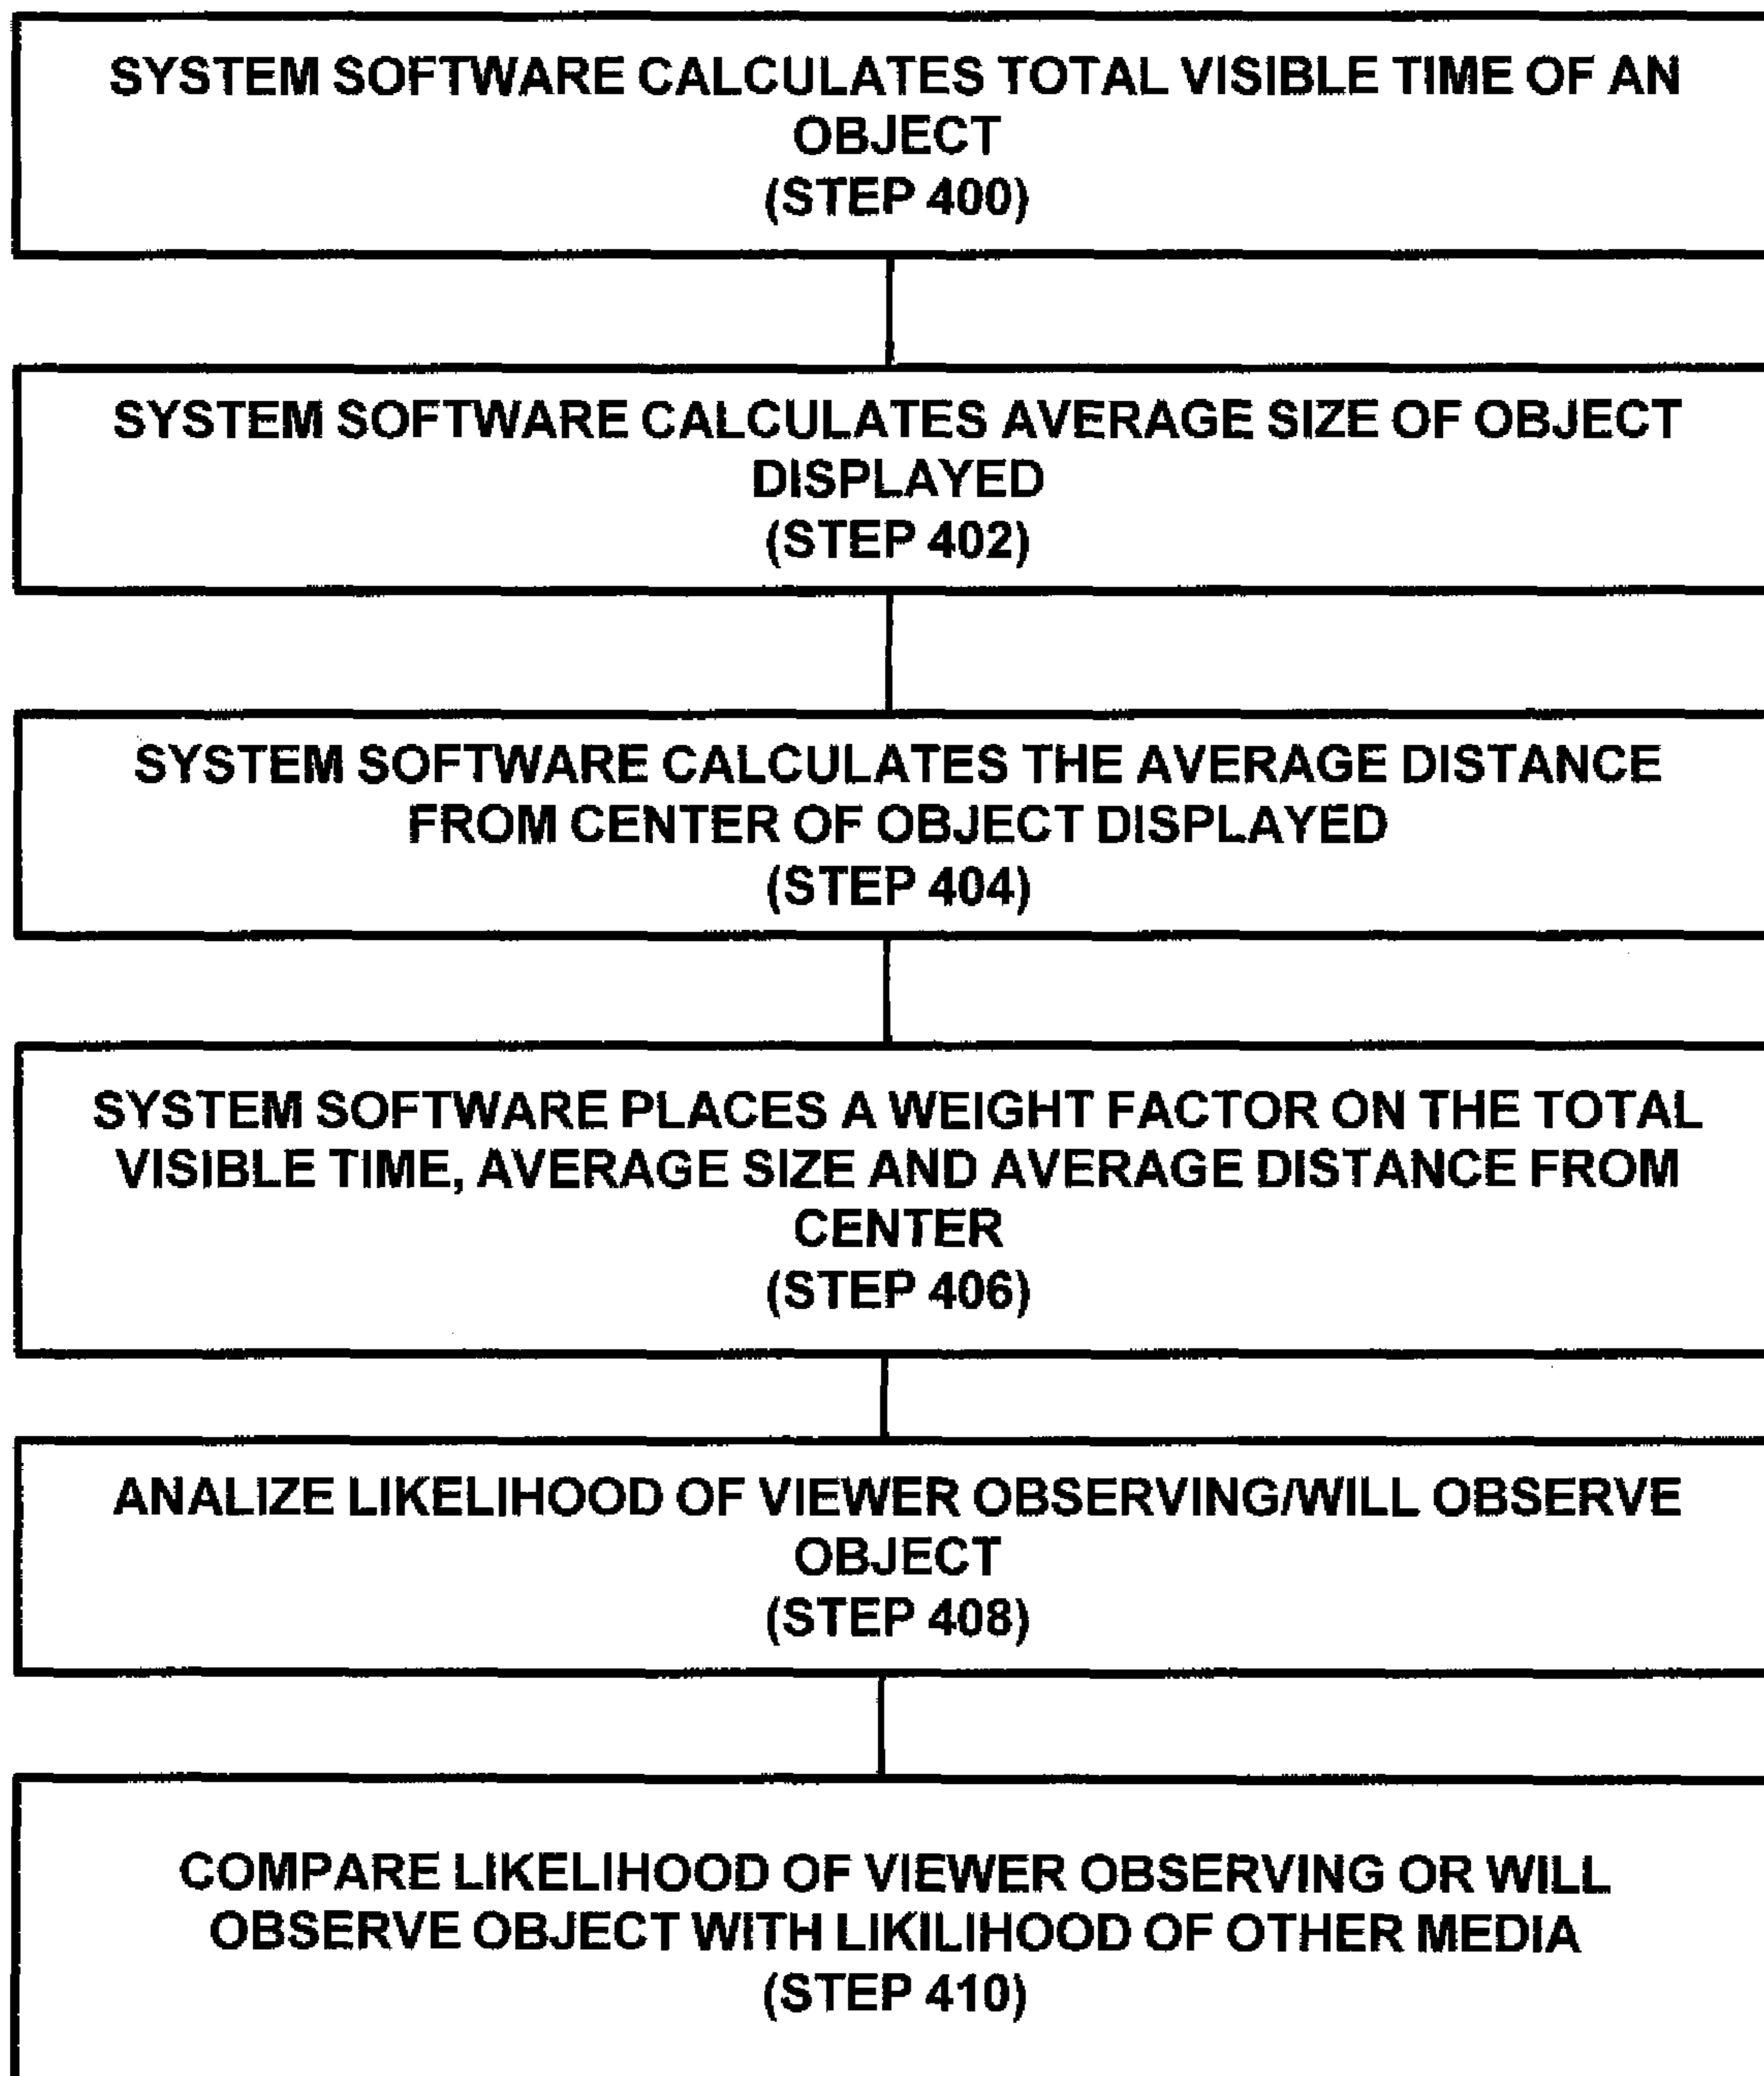 SYSTEM SOFTWARE CALCULATES TOTAL VISIBLE TIME OF AN
OBJECT
(STEP 400)
SYSTEM SOFTWARE CALCULATES AVERAGE SIZE OF OBJECT
DISPLAYED
(STEP 402)
SYSTEM SOFTWARE CALCULATES THE AVERAGE DISTANCE
FROM CENTER OF OBJECT DISPLAYED
(STEP 404)
SYSTEM SOFTWARE PLACES A WEIGHT FACTOR ON THE TOTAL
VISIBLE TIME, AVERAGE SIZE AND AVERAGE DISTANCE FROM
CENTER
(STEP 406)
ANALIZE LIKELIHOOD OF VIEWER OBSERVING/WILL OBSERVE
OBJECT
(STEP 408)
COMPARE LIKELIHOOD OF VIEWER OBSERVING OR WILL
OBSERVE OBJECT WITH LIKILIHOOD OF OTHER MEDIA
(STEP 410)